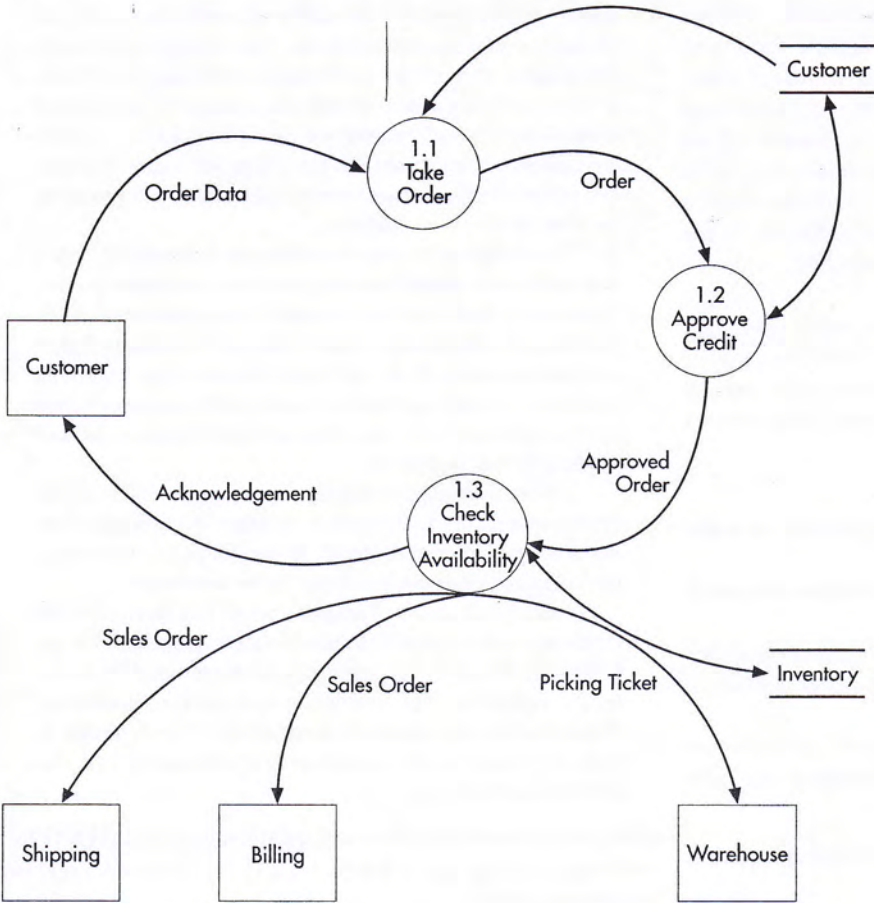 Customer
1.1
Take
Order
Order Data
Order
1.2
Approve
Credit
Customer
Approved
Order
Acknowledgement
1.3
Check
Inventory
Availability
Sales Order
Sales Order
Picking Ticket
Inventory
Shipping
Billing
Warehouse